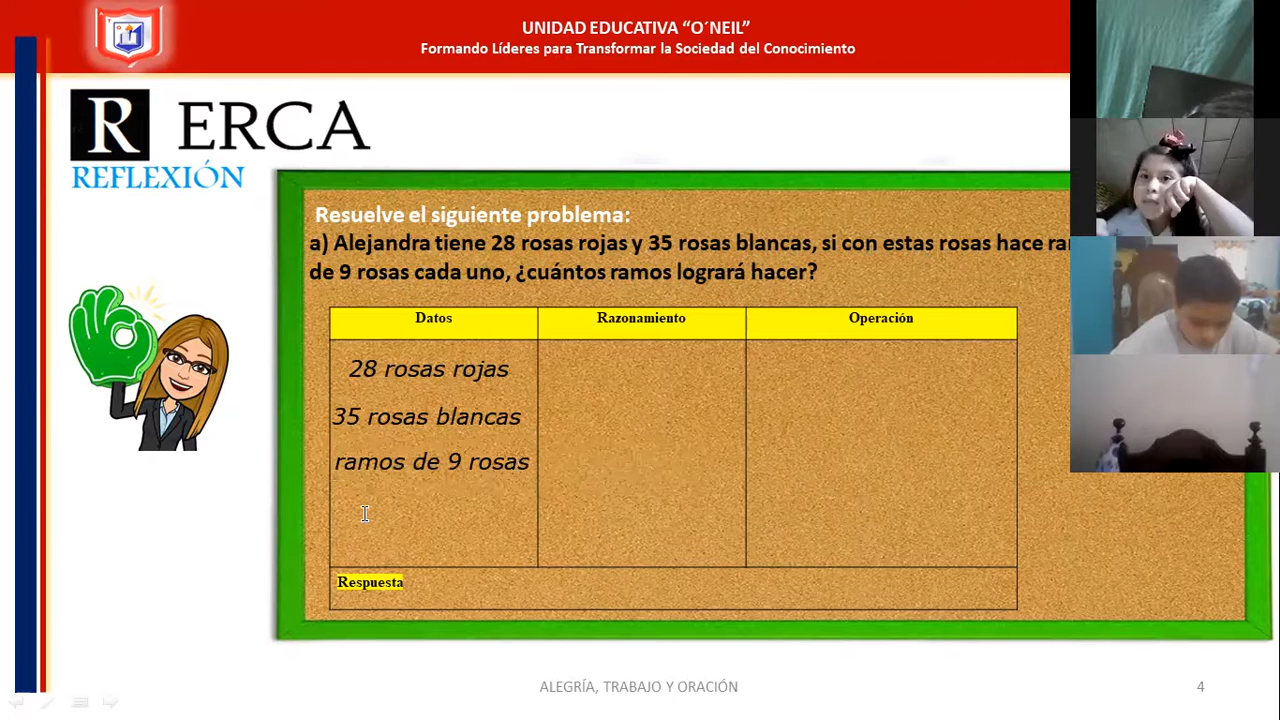 UNIDAD EDUCATIVA “O´NEIL”
Formando Líderes para Transformar la Sociedad del Conocimiento
R ERCA
REFLEXIÓN
Resuelve el siguiente problema:
a) Alejandra tiene 28 rosas rojas y 35 rosas blancas, si con estas rosas hace
de 9 rosas cada uno, ¿cuántos ramos logrará hacer?
Datos Razonamiento Operación
28 rosas rojas
35 rosas blancas
ramos de 9 rosas
Respuesta
ALEGRÍA, TRABAJO Y ORACIÓN
4